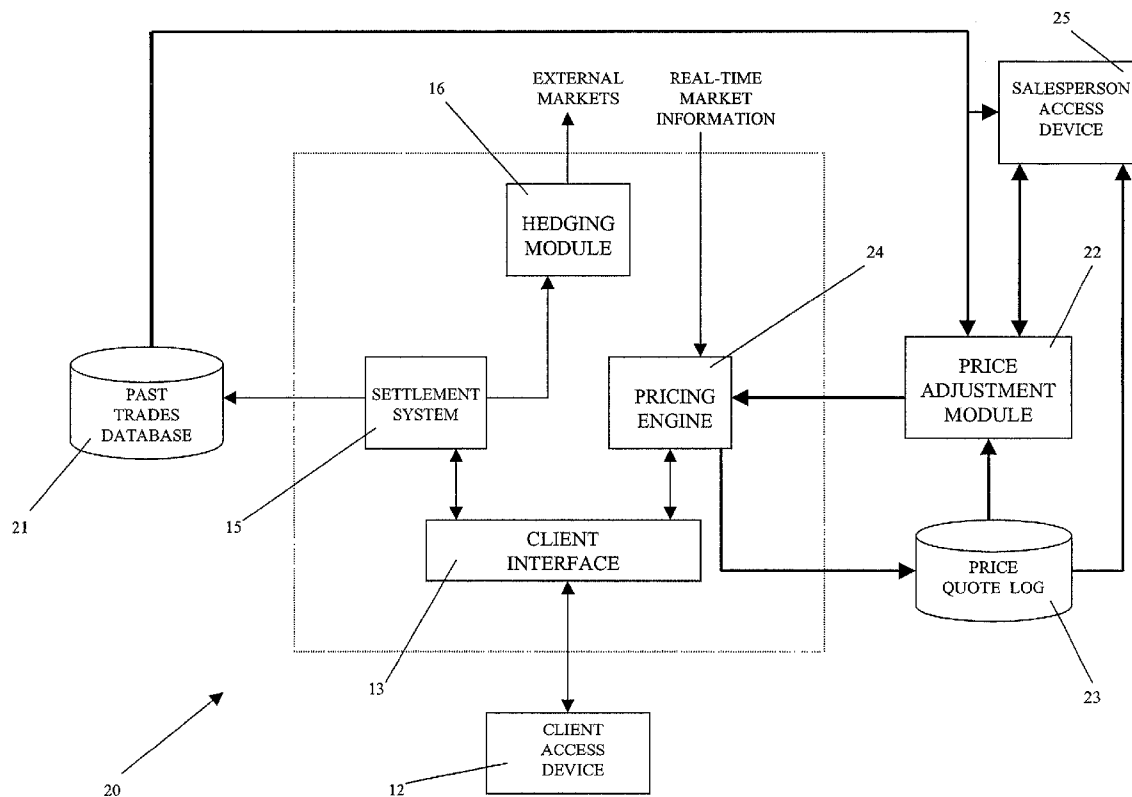 25
SALESPERSON
ACCESS
DEVICE
EXTERNAL
MARKETS
REAL-TIME
MARKET
INFORMATION
16
HEDGING
MODULE
24
22
PAST
TRADES
DATABASE
SETTLEMENT
SYSTEM
PRICING
ENGINE
PRICE
ADJUSTMENT
MODULE
21
15
CLIENT
INTERFACE
PRICE
QUOTE LOG
13
23
20
12
CLIENT
ACCESS
DEVICE